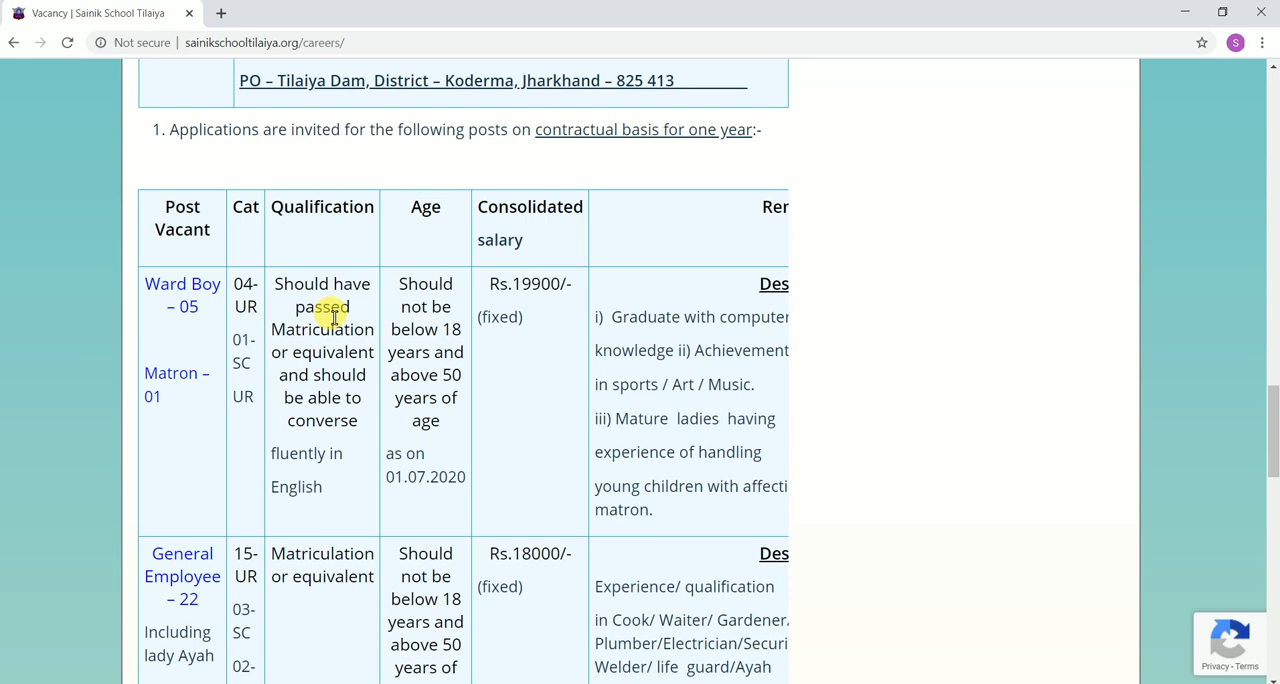 Vacancy | Sainik School Tilaiya
Not secure | sainikschooltilaiya.org/careers/
S
PO – Tilaiya Dam, District – Koderma, Jharkhand – 825 413
1. Applications are invited for the following posts on contractual basis for one year:-
Post
Vacant
Cat
Qualification
Age
Consolidated
salary
Rer
Ward Boy
– 05
Matron –
01
04-
UR
01-
SC
UR
Should have
passed
Matriculation
or equivalent
and should
be able to
converse
fluently in
English
Should
not be
below 18
years and
above 50
years of
age
as on
01.07.2020
Rs.19900/-
(fixed)
Des
i) Graduate with computer
knowledge ii) Achievement
in sports / Art / Music.
iii) Mature ladies having
experience of handling
young children with affecti
matron.
General
Employee
– 22
Including
lady Ayah
15-
UR
03-
SC
02-
Matriculation
or equivalent
Should
not be
below 18
years and
above 50
years of
Rs.18000/-
(fixed)
Des
Experience/ qualification
in Cook/ Waiter/ Gardener/
Plumber/Electrician/Securi
Welder/ life guard/Ayah
Privacy - Terms